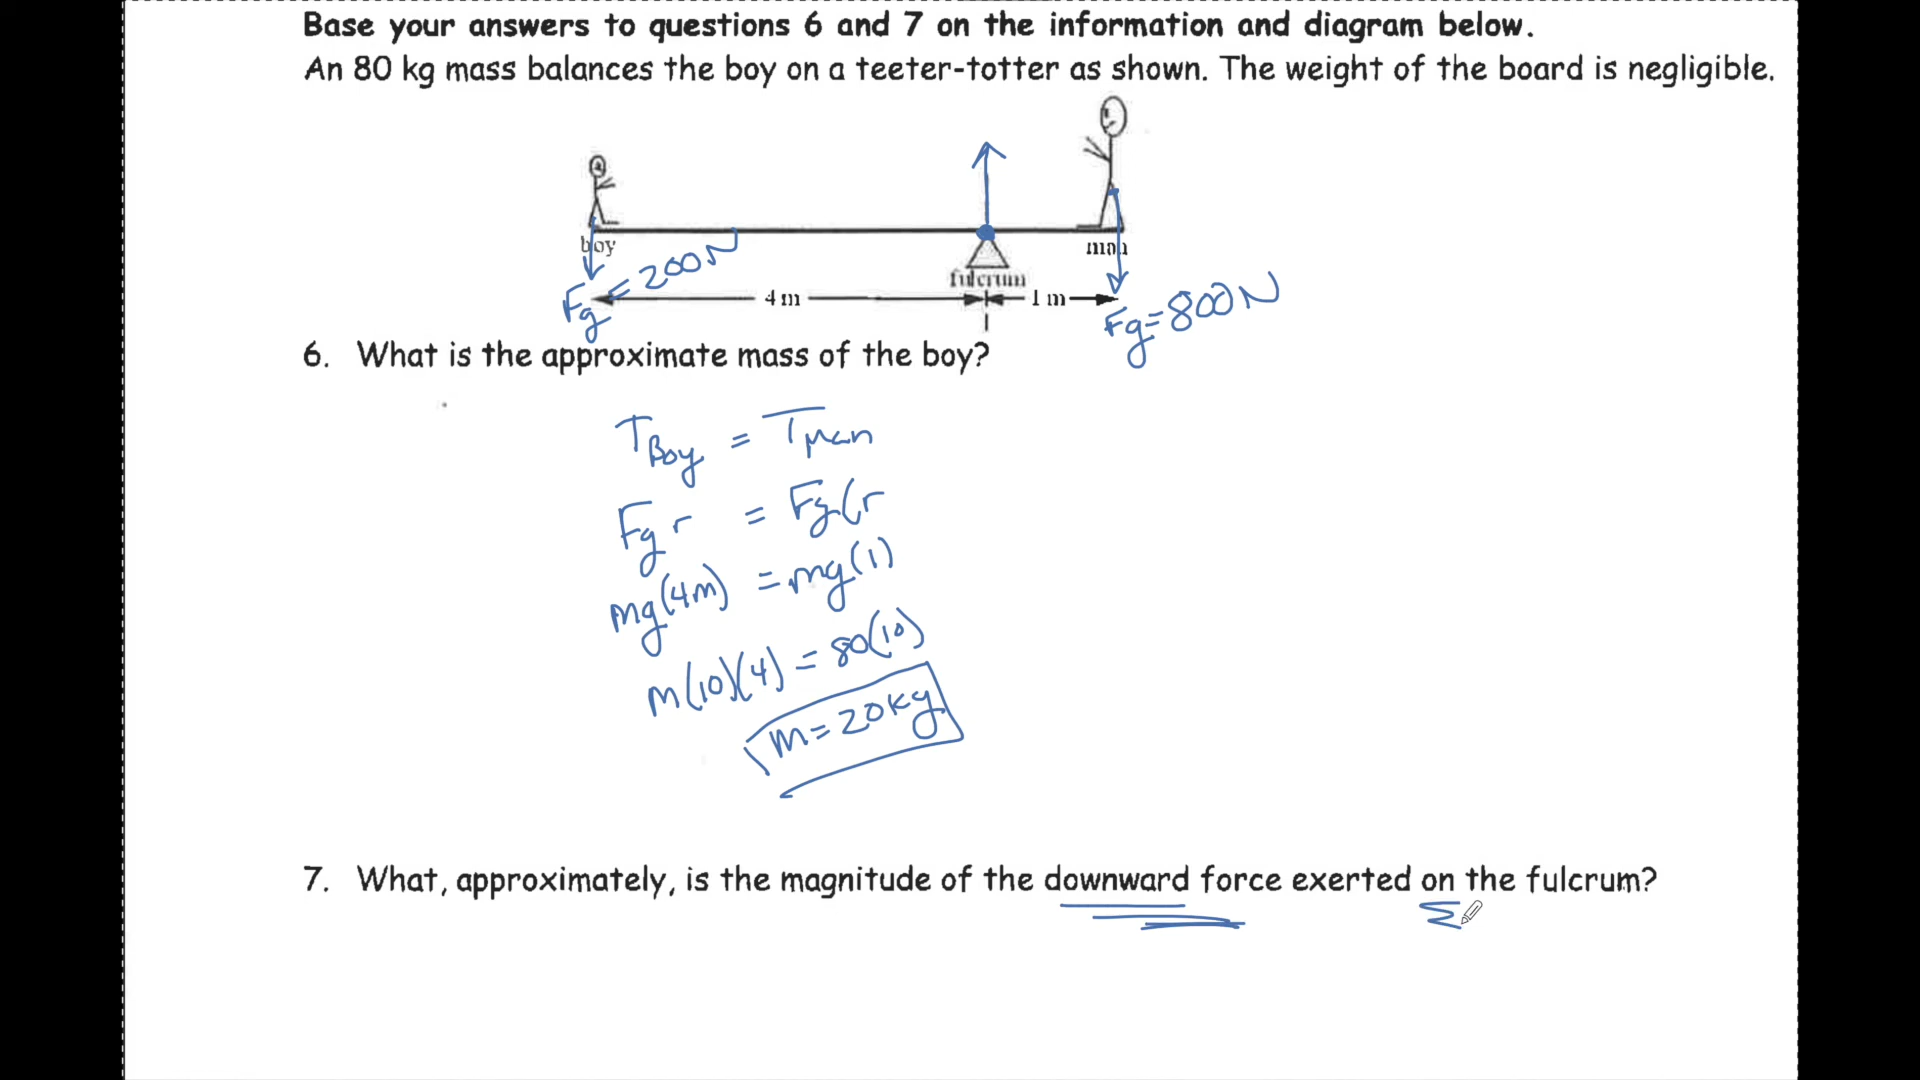 Base your answers to questions 6 and 7 on the information and diagram below.
An 80 kg mass balances the boy on a teeter-totter as shown. The weight of the board is negligible.
boy
man
fulcrum
4 m
1 m
Fg = 200N
Fg = 800N
6. What is the approximate mass of the boy?
TBoy = Tman
Fg r = Fg(r
mg(4m) = mg(1)
m(10)(4) = 80(10)
m = 20kg
7. What, approximately, is the magnitude of the downward force exerted on the fulcrum?